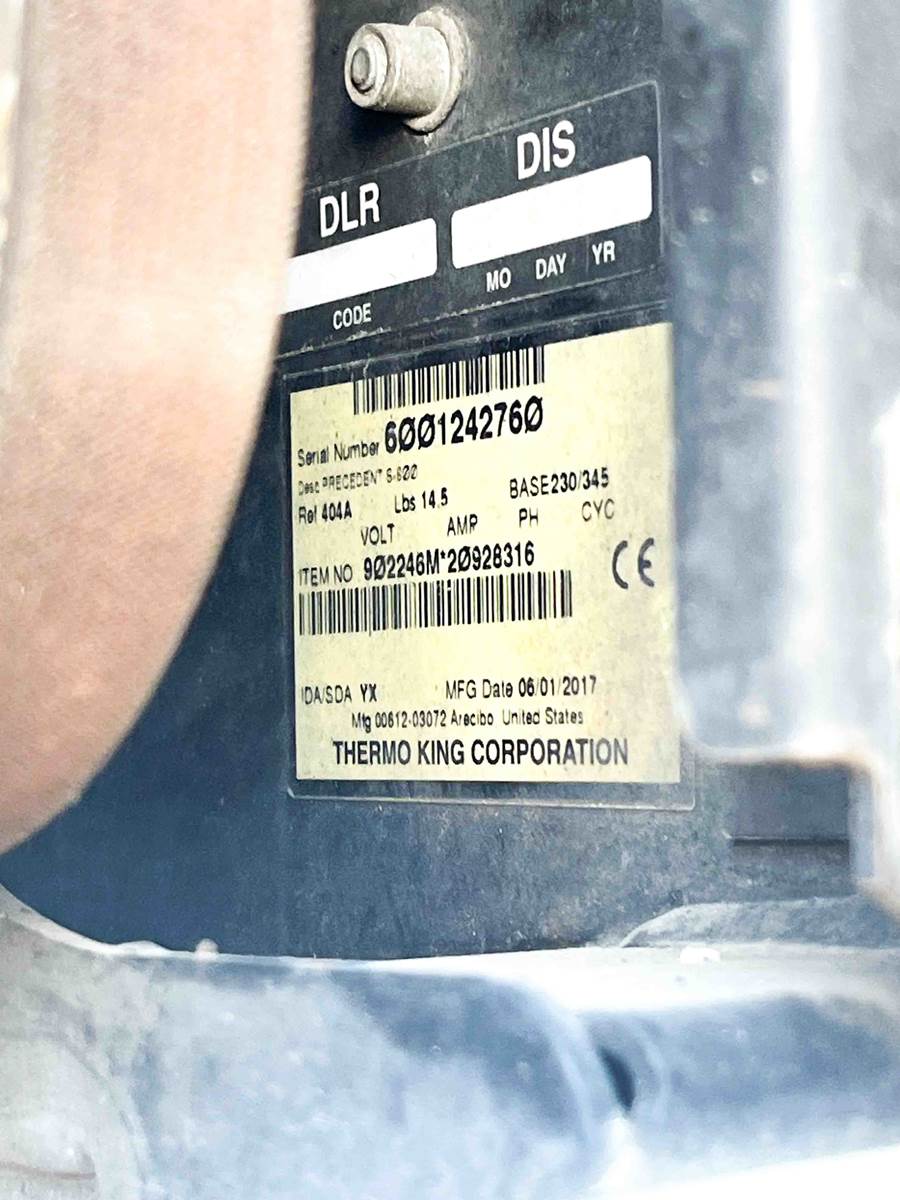 DLR DIS
CODE MO DAY YR
Serial Number 6ØØ124276Ø
Desc PRECEDENT S-600
Ref 404A Lbs 14.5 BASE230/345
VOLT AMP PH CYC
ITEM NO 9Ø2246M*2Ø928316
CE
IDA/SDA YX MFG Date 06/01/2017
Mfg 00612-03072 Arecibo United States
THERMO KING CORPORATION